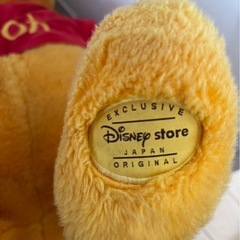 EXCLUSIVE
Disney store
JAPAN
ORIGINAL